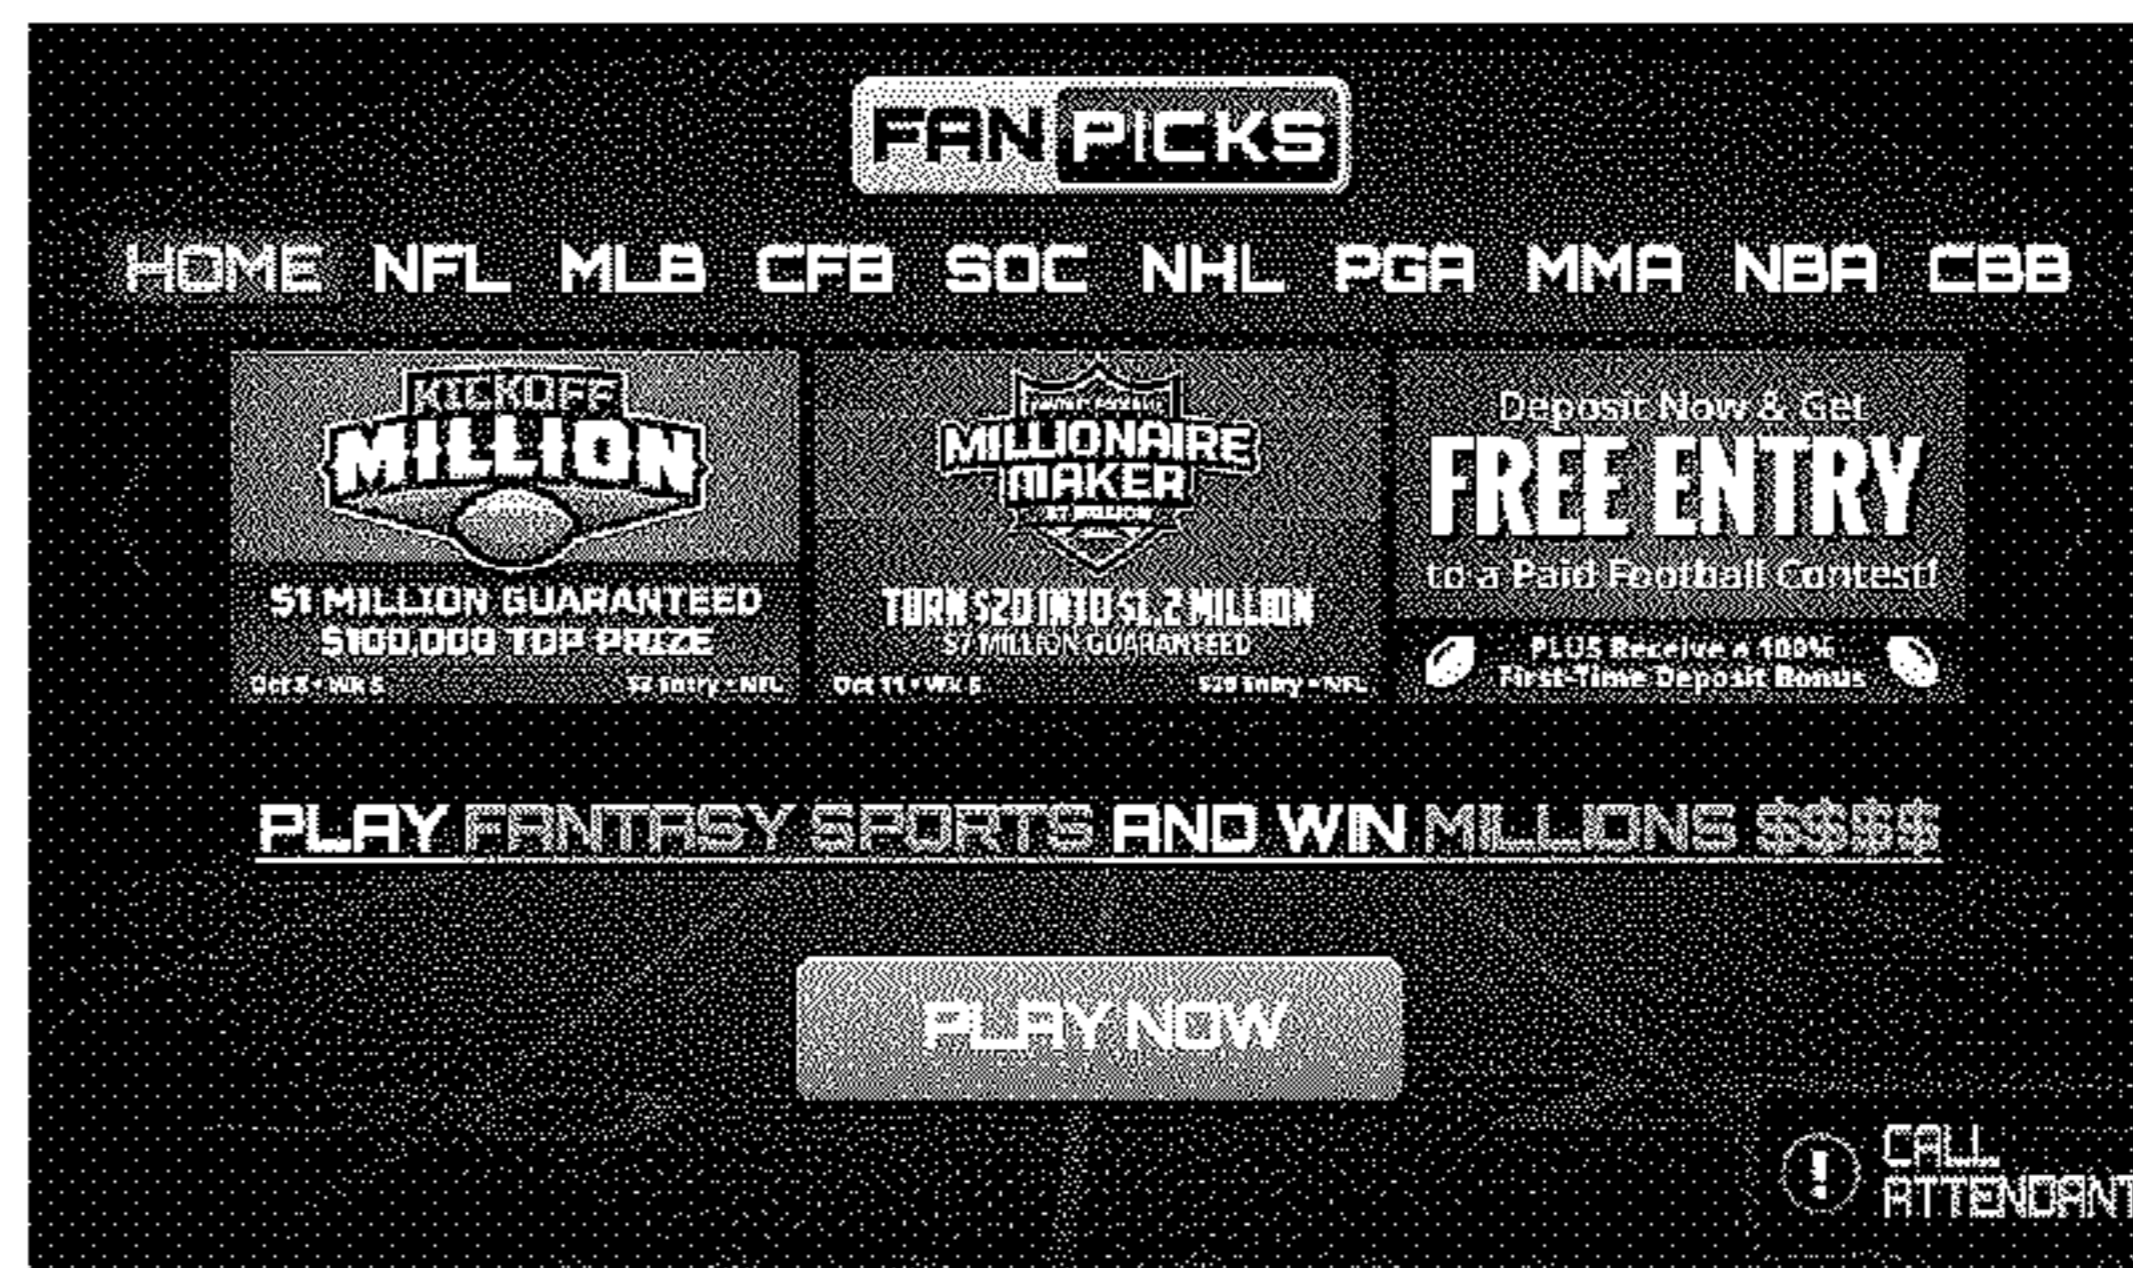 FAN PICKS
HOME NFL MLB CFB SOC NHL PGA MMA NBA CBB
KICKOFF
MILLION
$1 MILLION GUARANTEED
$100,000 TOP PRIZE
Oct • WK 5
Entry • NFL
MILLIONAIRE
MAKER
$7 MILLION
TURN $20 INTO $1.2 MILLION
$7 MILLION GUARANTEED
Oct 11 • WK 5
$20 Entry • NFL
Deposit Now & Get
FREE ENTRY
to a Paid Football Contest!
PLUS Receive a 100%
First-Time Deposit Bonus
PLAY FANTASY SPORTS AND WIN MILLIONS $$$$
PLAY NOW
! CALL
ATTENDANT